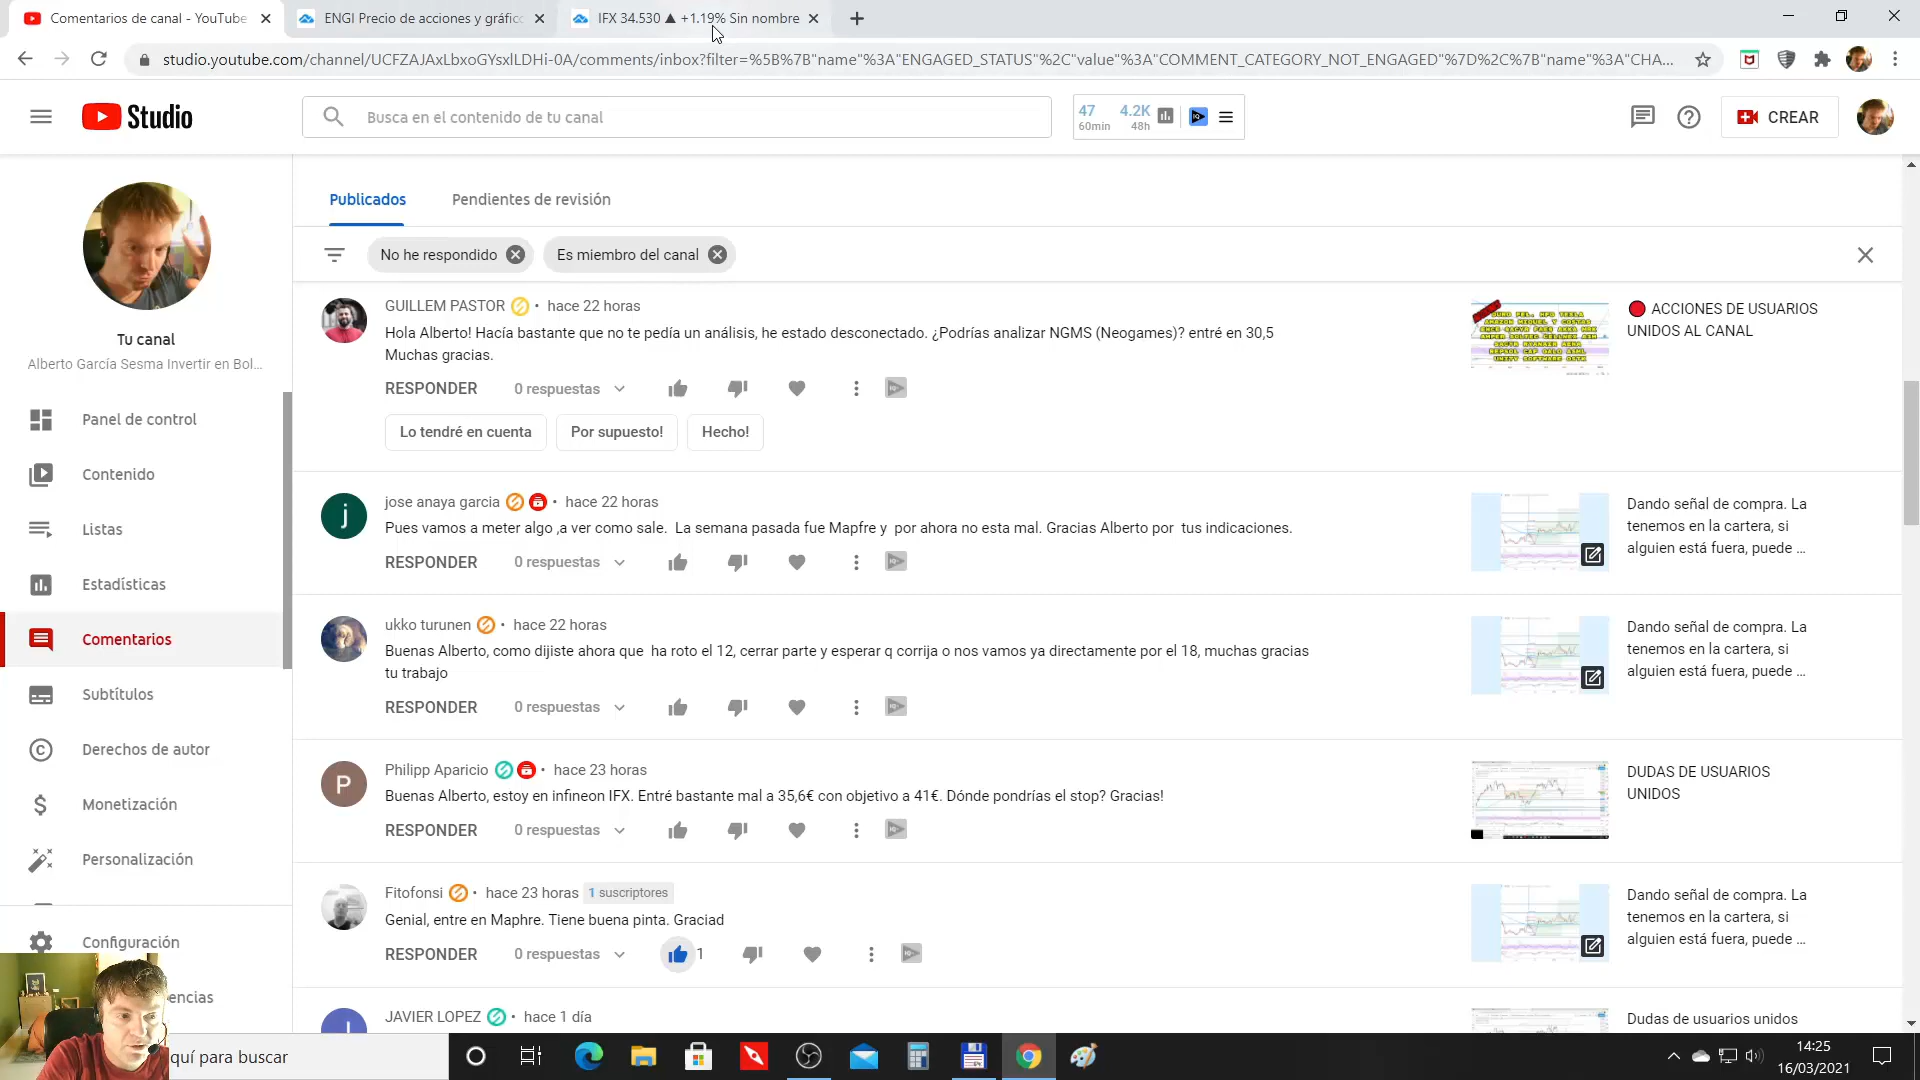 Comentarios de canal - YouTube
ENGI Precio de acciones y gráfico
IFX 34.530 ▲ +1.19% Sin nombre
studio.youtube.com/channel/UCFZAJAxLbxoGYsxlLDHi-0A/comments/inbox?filter=%5B%7B"name"%3A"ENGAGED_STATUS"%2C"value"%3A"COMMENT_CATEGORY_NOT_ENGAGED"%7D%2C%7B"name"%3A"CHA...
Studio
Busca en el contenido de tu canal
47 4.2K
60min 48h
CREAR
Tu canal
Alberto García Sesma Invertir en Bol...
Panel de control
Contenido
Listas
Estadísticas
Comentarios
Subtítulos
Derechos de autor
Monetización
Personalización
Configuración
encias
Publicados
Pendientes de revisión
No he respondido
Es miembro del canal
GUILLEM PASTOR • hace 22 horas
Hola Alberto! Hacía bastante que no te pedía un análisis, he estado desconectado. ¿Podrías analizar NGMS (Neogames)? entré en 30,5
Muchas gracias.
RESPONDER 0 respuestas
Lo tendré en cuenta Por supuesto! Hecho!
ACCIONES DE USUARIOS
UNIDOS AL CANAL
j
jose anaya garcia • hace 22 horas
Pues vamos a meter algo ,a ver como sale. La semana pasada fue Mapfre y por ahora no esta mal. Gracias Alberto por tus indicaciones.
RESPONDER 0 respuestas
Dando señal de compra. La
tenemos en la cartera, si
alguien está fuera, puede ...
ukko turunen • hace 22 horas
Buenas Alberto, como dijiste ahora que ha roto el 12, cerrar parte y esperar q corrija o nos vamos ya directamente por el 18, muchas gracias
tu trabajo
RESPONDER 0 respuestas
Dando señal de compra. La
tenemos en la cartera, si
alguien está fuera, puede ...
P
Philipp Aparicio • hace 23 horas
Buenas Alberto, estoy en infineon IFX. Entré bastante mal a 35,6€ con objetivo a 41€. Dónde pondrías el stop? Gracias!
RESPONDER 0 respuestas
DUDAS DE USUARIOS
UNIDOS
Fitofonsi • hace 23 horas 1 suscriptores
Genial, entre en Maphre. Tiene buena pinta. Graciad
RESPONDER 0 respuestas 1
Dando señal de compra. La
tenemos en la cartera, si
alguien está fuera, puede ...
JAVIER LOPEZ • hace 1 día
Dudas de usuarios unidos
quí para buscar
14:25
16/03/2021